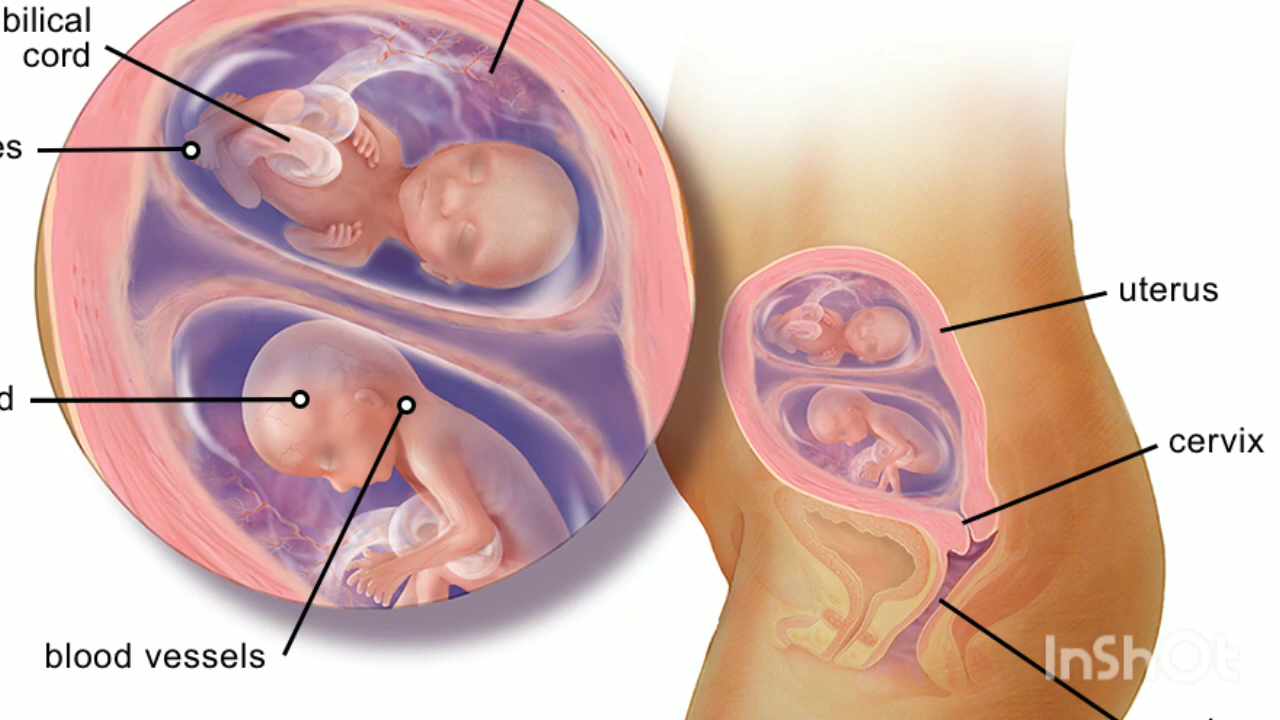 bilical
cord
es
d
blood vessels
uterus
cervix
InShOt